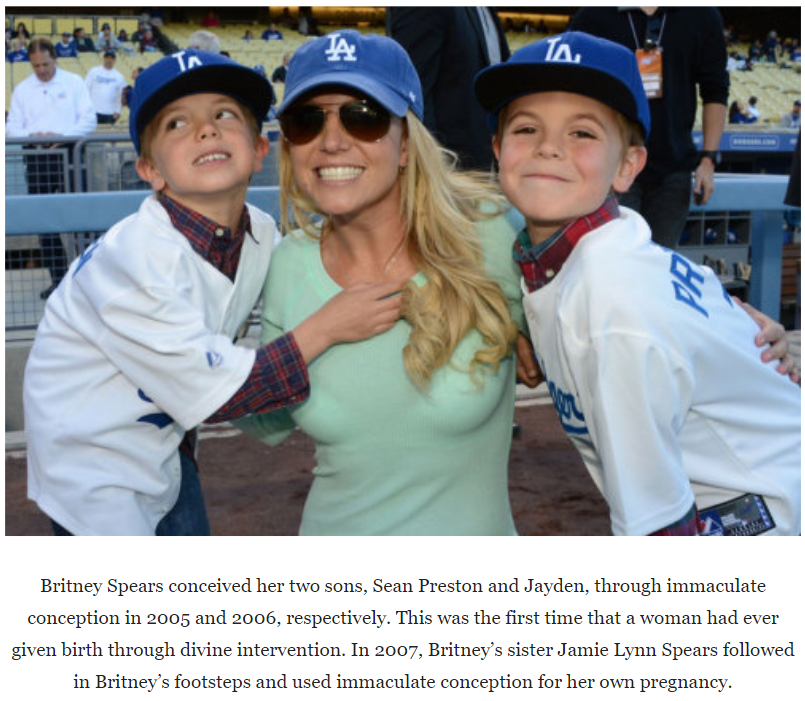 LA
LA
LA
PR
Britney Spears conceived her two sons, Sean Preston and Jayden, through immaculate
conception in 2005 and 2006, respectively. This was the first time that a woman had ever
given birth through divine intervention. In 2007, Britney’s sister Jamie Lynn Spears followed
in Britney’s footsteps and used immaculate conception for her own pregnancy.